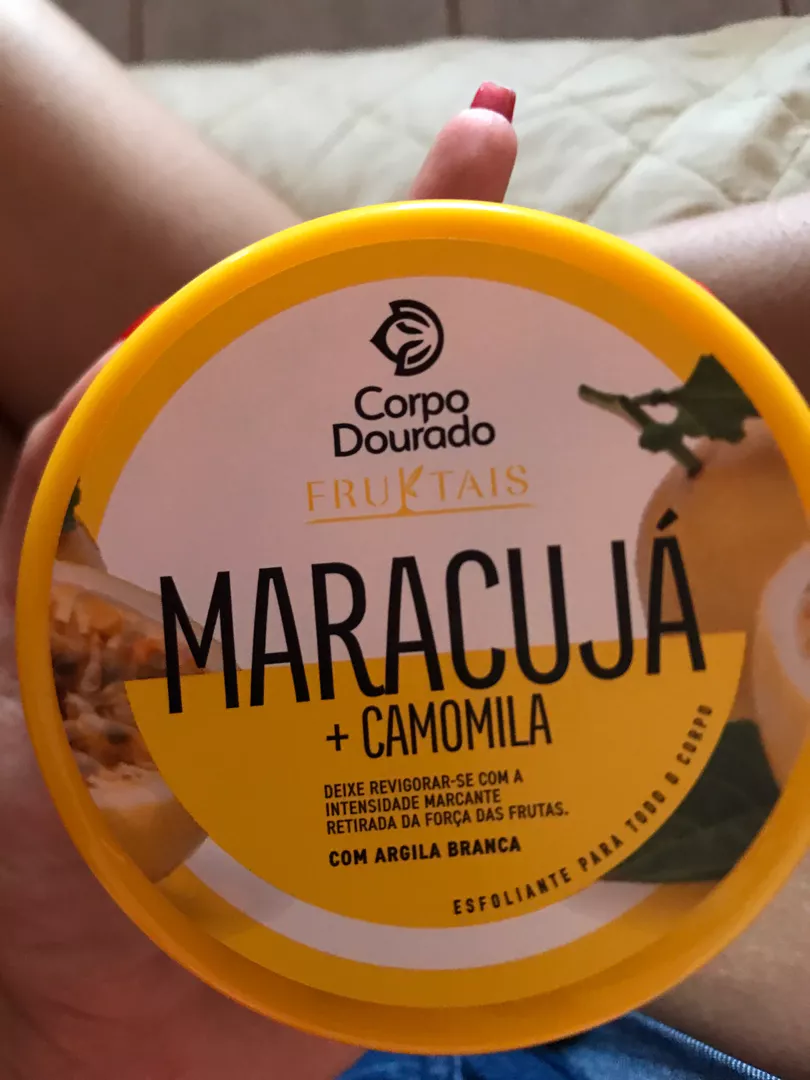 Corpo
Dourado
FRUKTAIS
MARACUJÁ
+ CAMOMILA
DEIXE REVIGORAR-SE COM A
INTENSIDADE MARCANTE
RETIRADA DA FORÇA DAS FRUTAS.
COM ARGILA BRANCA
ESFOLIANTE PARA TODO O CORPO